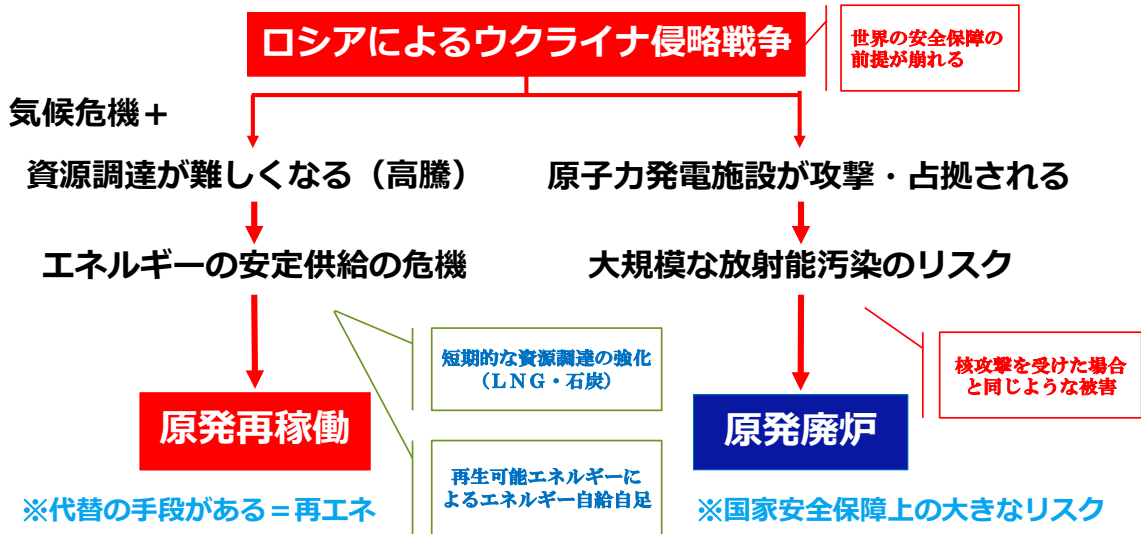 ロシアによるウクライナ侵略戦争
世界の安全保障の
前提が崩れる
気候危機＋
資源調達が難しくなる（高騰）
原子力発電施設が攻撃・占拠される
エネルギーの安定供給の危機
大規模な放射能汚染のリスク
短期的な資源調達の強化
（ＬＮＧ・石炭）
核攻撃を受けた場合
と同じような被害
原発再稼働
原発廃炉
再生可能エネルギーに
よるエネルギー自給自足
※代替の手段がある＝再エネ
※国家安全保障上の大きなリスク